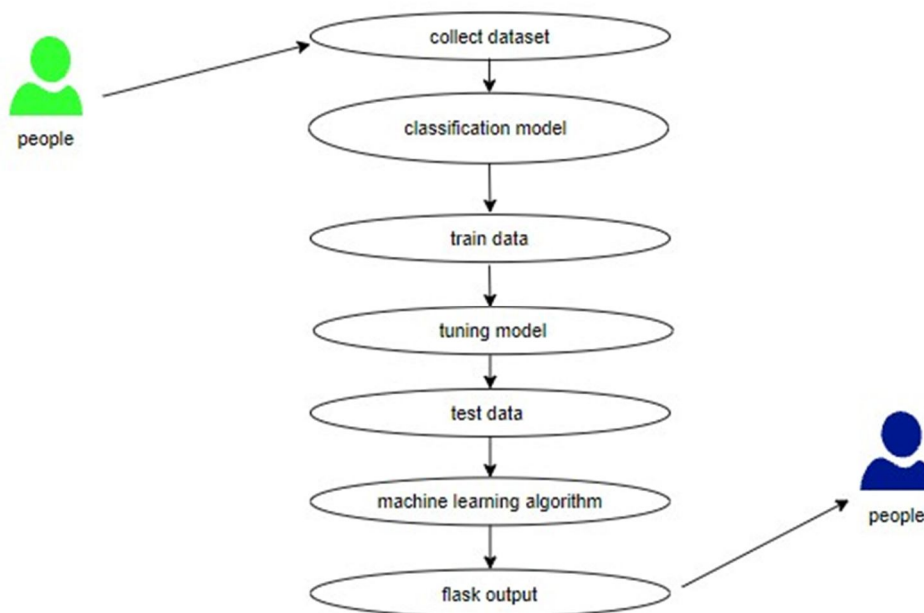 collect dataset
people
classification model
train data
tuning model
test data
machine learning algorithm
people
flask output